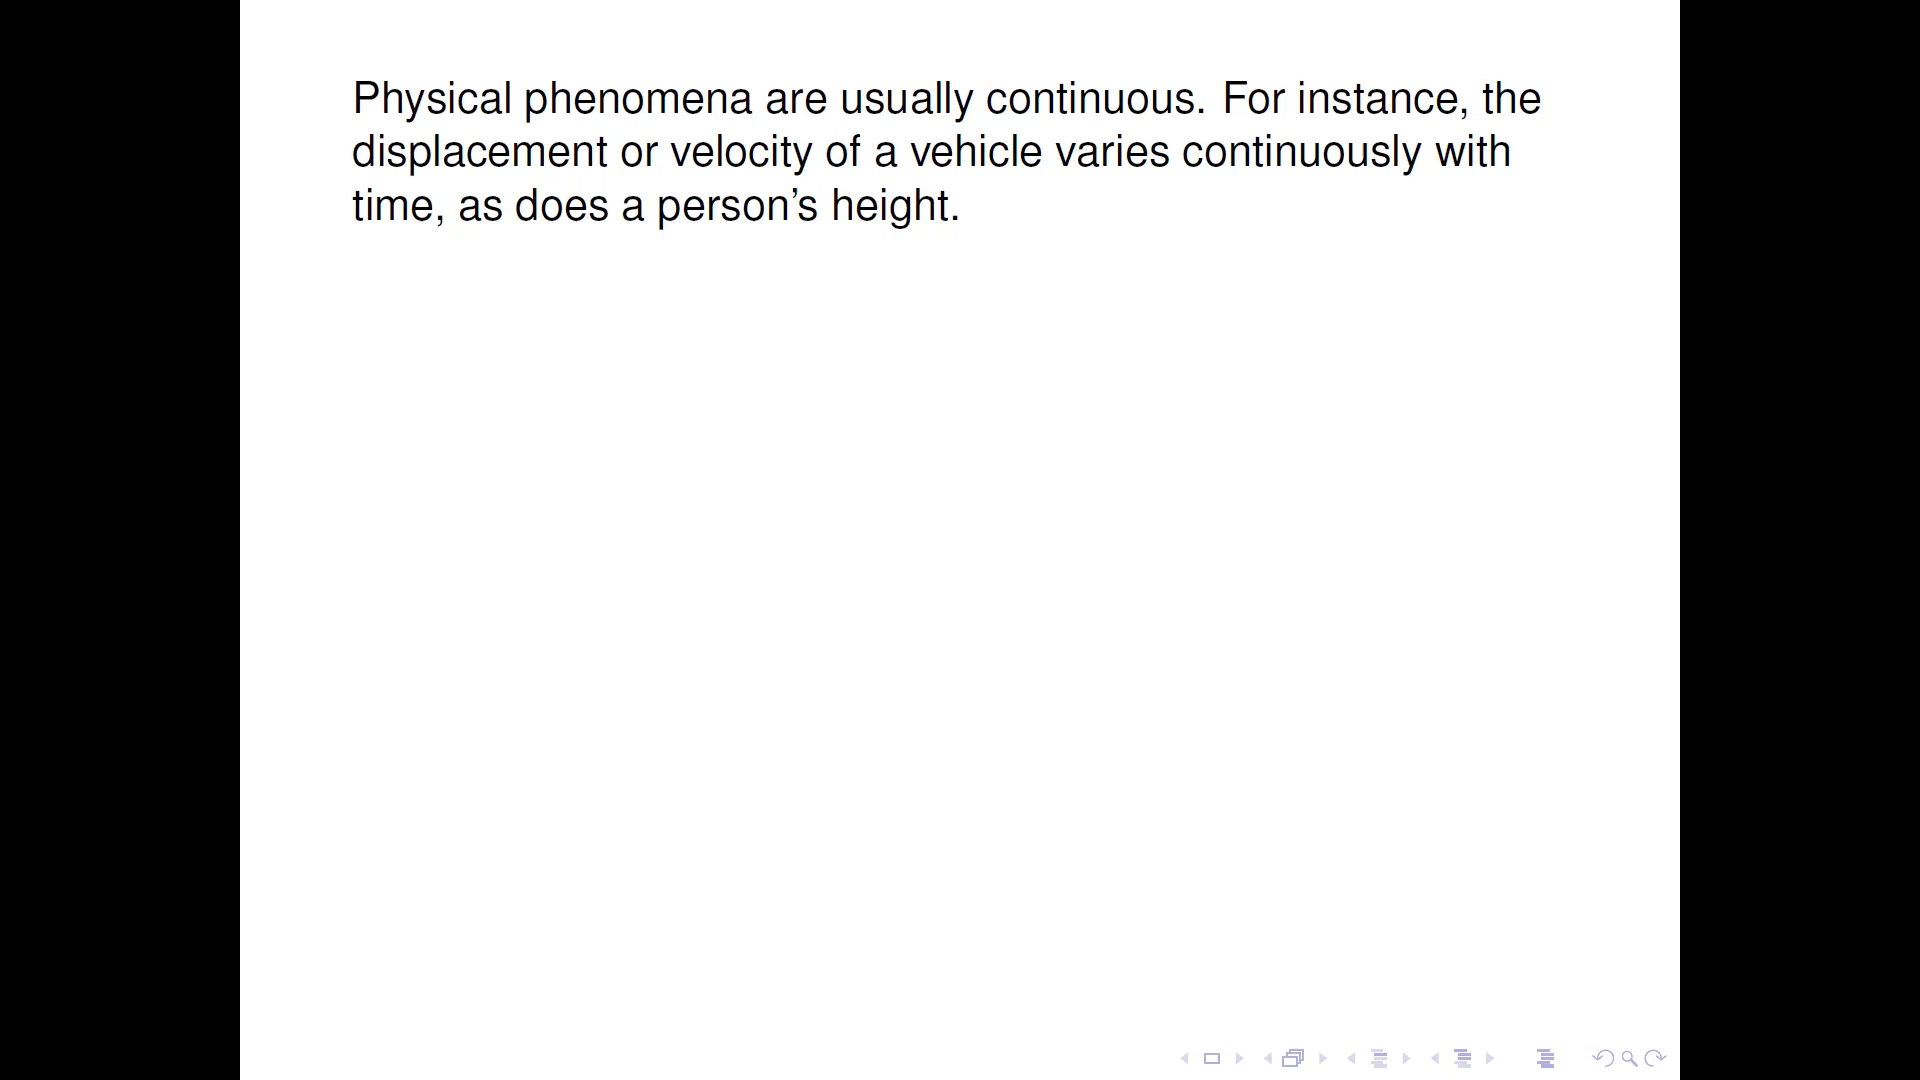 Physical phenomena are usually continuous. For instance, the
displacement or velocity of a vehicle varies continuously with
time, as does a person’s height.